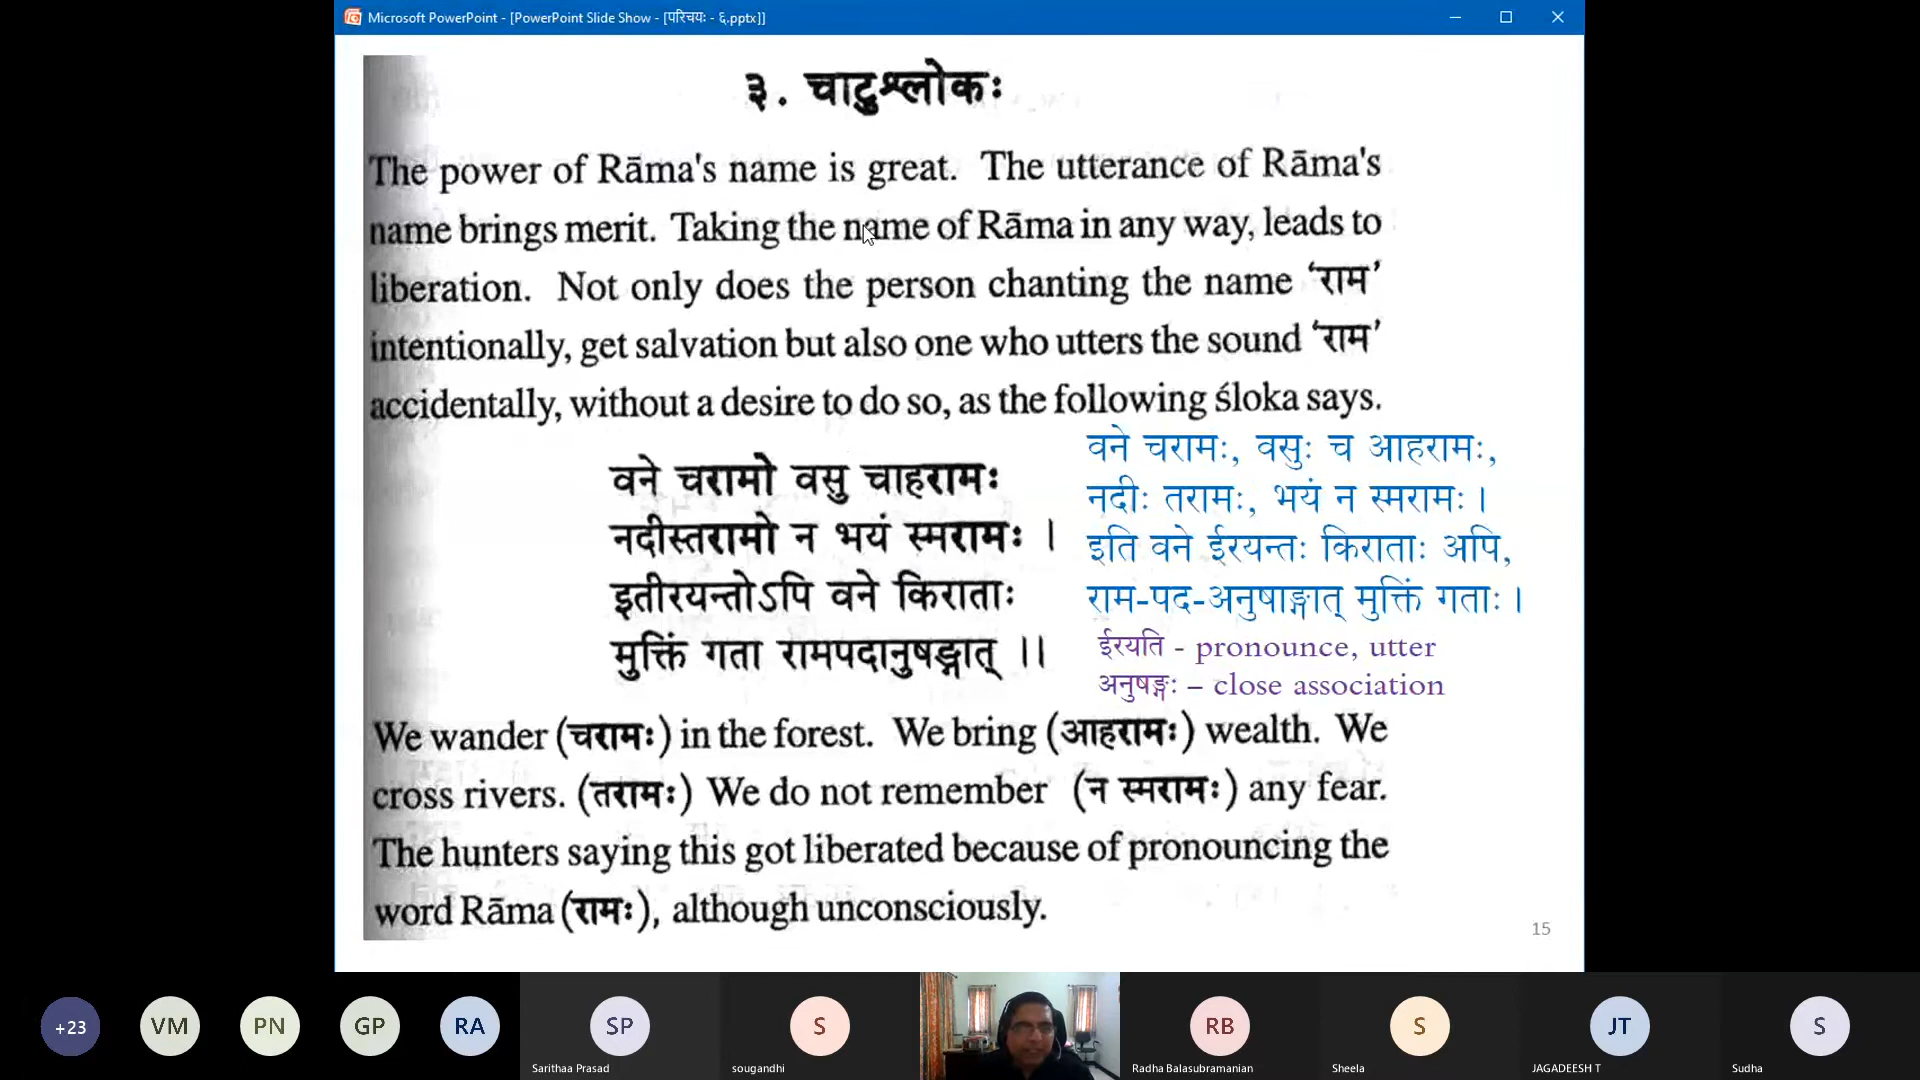 Microsoft PowerPoint - [PowerPoint Slide Show - [परिचयः - ६.pptx]]
३. चाटुश्लोकः
The power of Rāma's name is great. The utterance of Rāma's
name brings merit. Taking the name of Rāma in any way, leads to
liberation. Not only does the person chanting the name ‘राम’
intentionally, get salvation but also one who utters the sound ‘राम’
accidentally, without a desire to do so, as the following śloka says.
वने चरामो वसु चाहरामः
नदीस्तरामो न भयं स्मरामः ।
इतीरयन्तोऽपि वने किराताः
मुक्तिं गता रामपदानुषङ्गात् ।।
वने चरामः, वसुः च आहरामः,
नदीः तरामः, भयं न स्मरामः ।
इति वने ईरयन्तः किराताः अपि,
राम-पद-अनुषाङ्गात् मुक्तिं गताः ।
ईरयति - pronounce, utter
अनुषङ्गः – close association
We wander (चरामः) in the forest. We bring (आहरामः) wealth. We
cross rivers. (तरामः) We do not remember (न स्मरामः) any fear.
The hunters saying this got liberated because of pronouncing the
word Rāma (रामः), although unconsciously.
15
+23
VM
PN
GP
RA
SP
S
RB
S
JT
S
Sarithaa Prasad
sougandhi
Radha Balasubramanian
Sheela
JAGADEESH T
Sudha